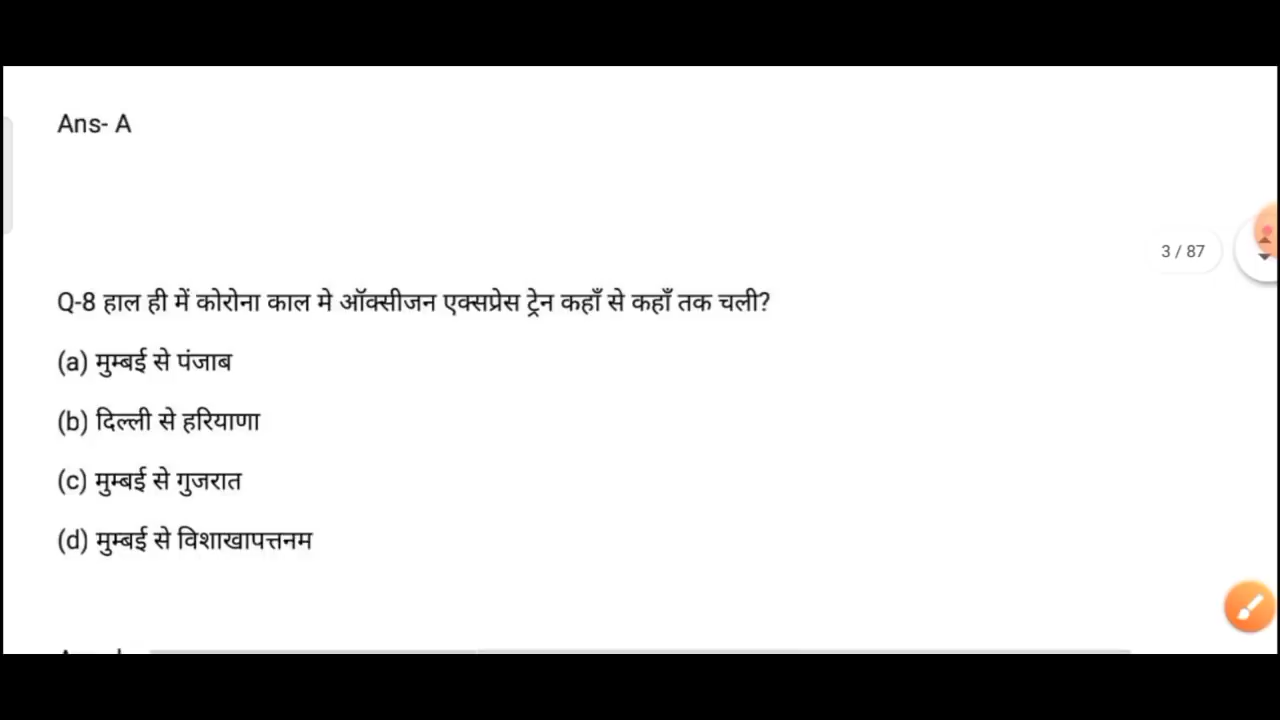 Ans- A
3 / 87
Q-8 हाल ही में कोरोना काल मे ऑक्सीजन एक्सप्रेस ट्रेन कहाँ से कहाँ तक चली?
(a) मुम्बई से पंजाब
(b) दिल्ली से हरियाणा
(c) मुम्बई से गुजरात
(d) मुम्बई से विशाखापत्तनम